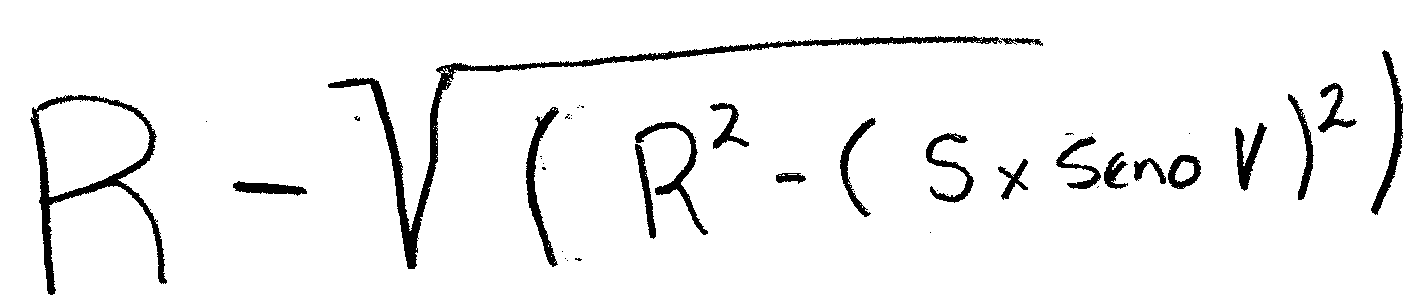 R - √(R² - (S x Seno V)²)